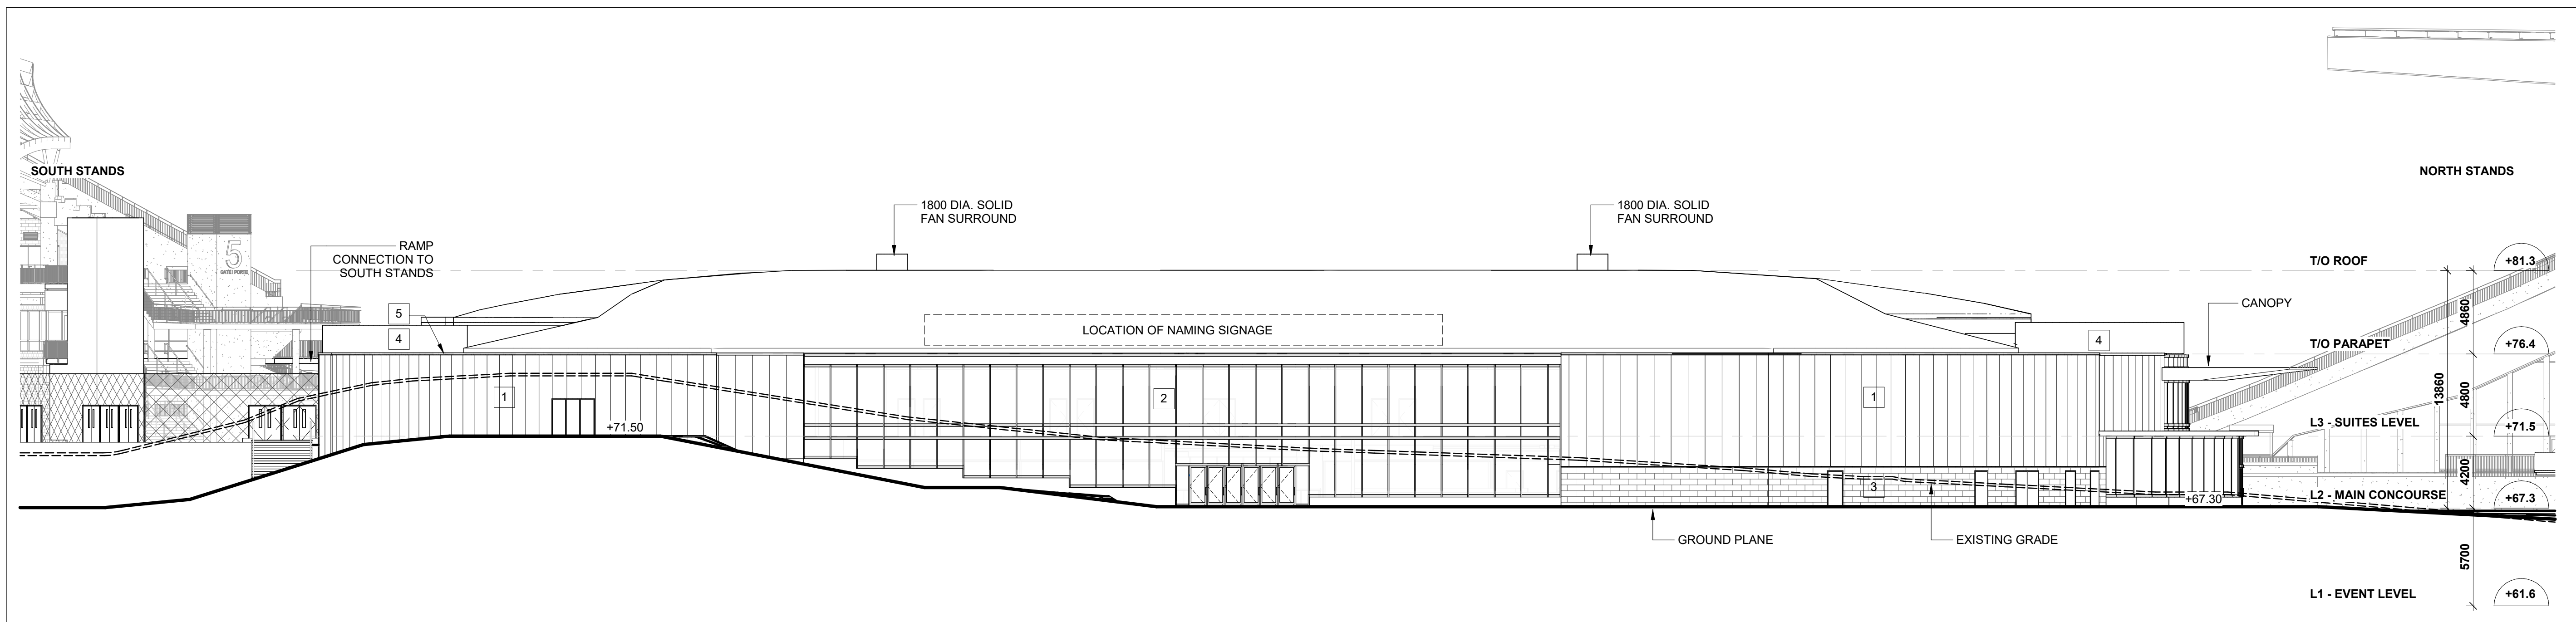 SOUTH STANDS
NORTH STANDS
1800 DIA. SOLID
FAN SURROUND
1800 DIA. SOLID
FAN SURROUND
RAMP
CONNECTION TO
SOUTH STANDS
5
GATE | PORTE
T/O ROOF
+81.3
CANOPY
5
4
LOCATION OF NAMING SIGNAGE
4
4860
T/O PARAPET
+76.4
1
2
1
13860
4800
+71.50
L3 - SUITES LEVEL
+71.5
4200
3
+67.30
L2 - MAIN CONCOURSE
+67.3
GROUND PLANE
EXISTING GRADE
5700
L1 - EVENT LEVEL
+61.6